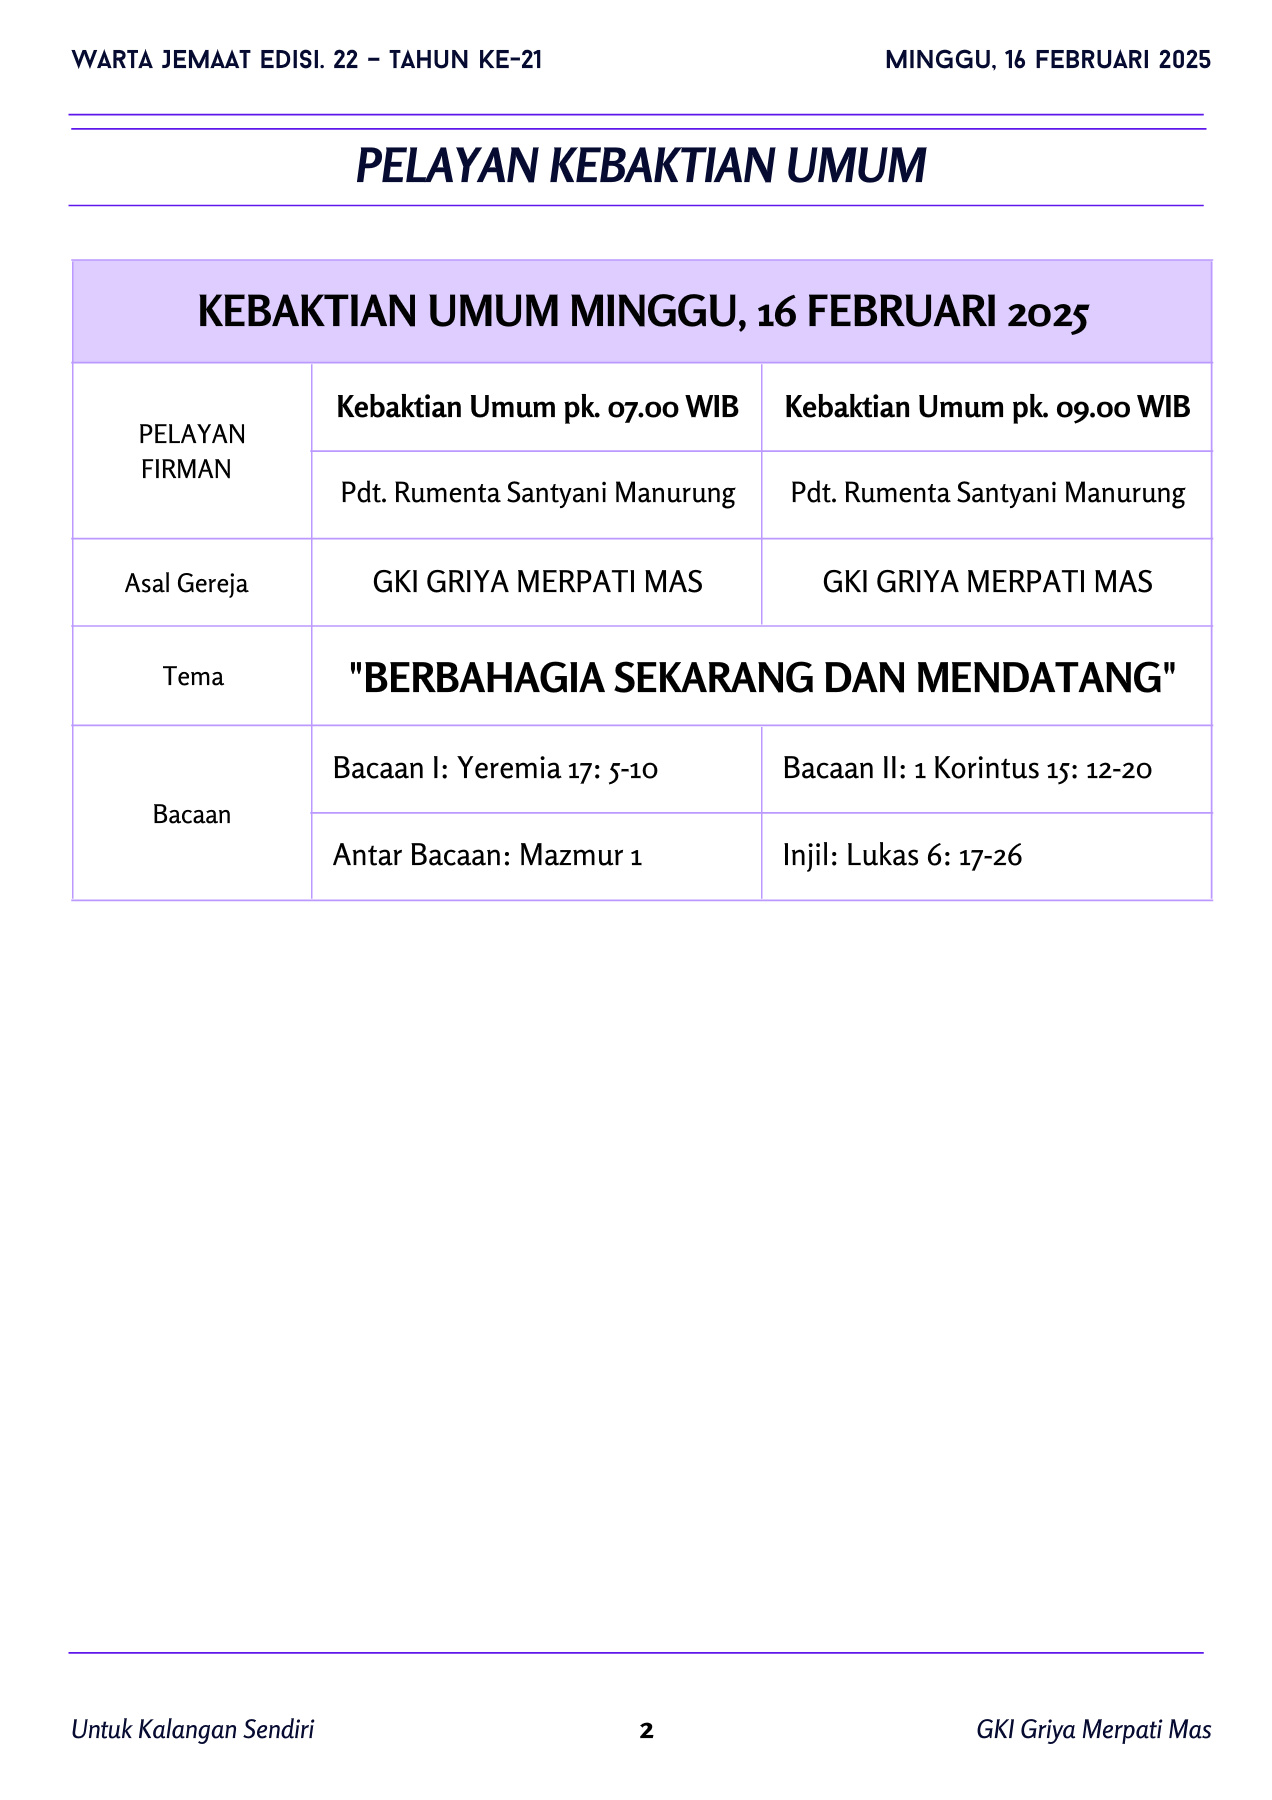 WARTA JEMAAT EDISI. 22 – TAHUN KE-21
MINGGU, 16 FEBRUARI 2025
PELAYAN KEBAKTIAN UMUM
KEBAKTIAN UMUM MINGGU, 16 FEBRUARI 2025
PELAYAN
FIRMAN
Kebaktian Umum pk. 07.00 WIB
Kebaktian Umum pk. 09.00 WIB
Pdt. Rumenta Santyani Manurung
Pdt. Rumenta Santyani Manurung
Asal Gereja
GKI GRIYA MERPATI MAS
GKI GRIYA MERPATI MAS
Tema
"BERBAHAGIA SEKARANG DAN MENDATANG"
Bacaan
Bacaan I: Yeremia 17: 5-10
Bacaan II: 1 Korintus 15: 12-20
Antar Bacaan: Mazmur 1
Injil: Lukas 6: 17-26
Untuk Kalangan Sendiri
2
GKI Griya Merpati Mas